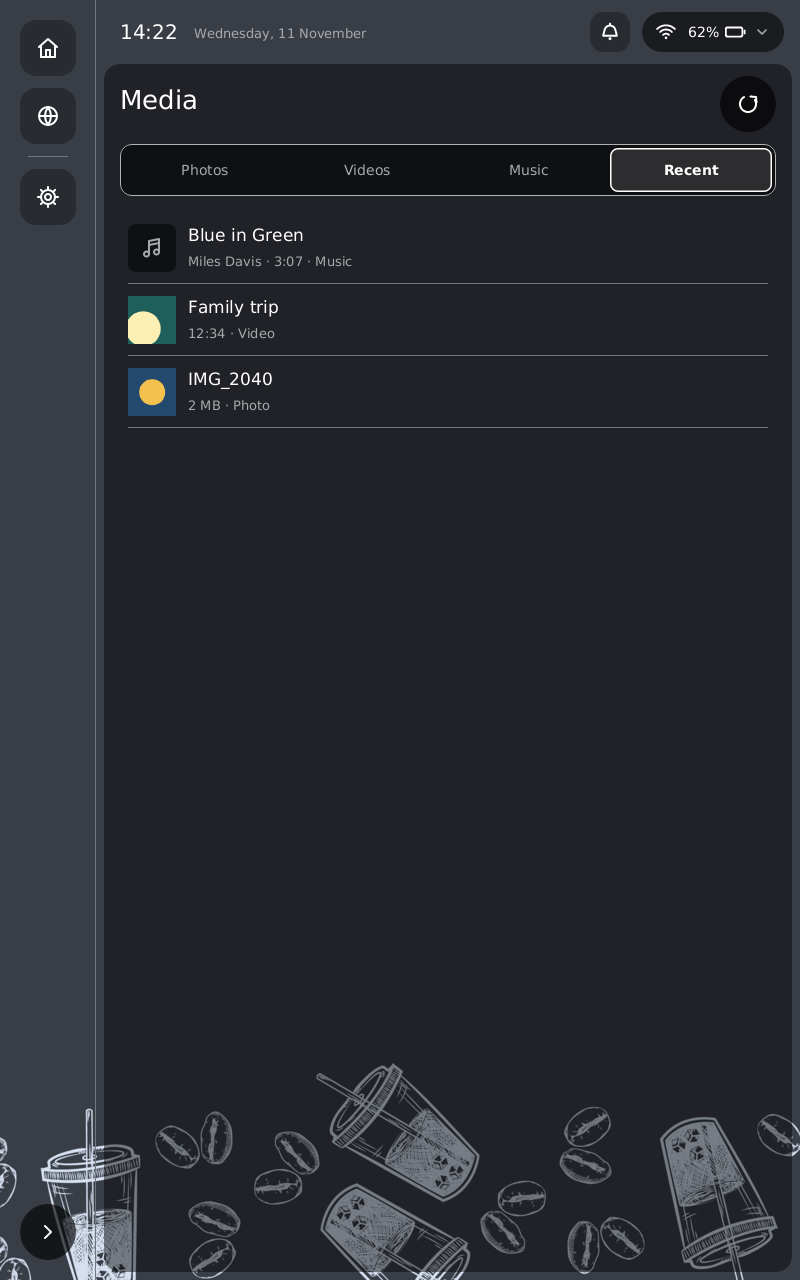 14:22 Wednesday, 11 November 62%
Media
Photos Videos Music Recent
Blue in Green
Miles Davis · 3:07 · Music
Family trip
12:34 · Video
IMG_2040
2 MB · Photo